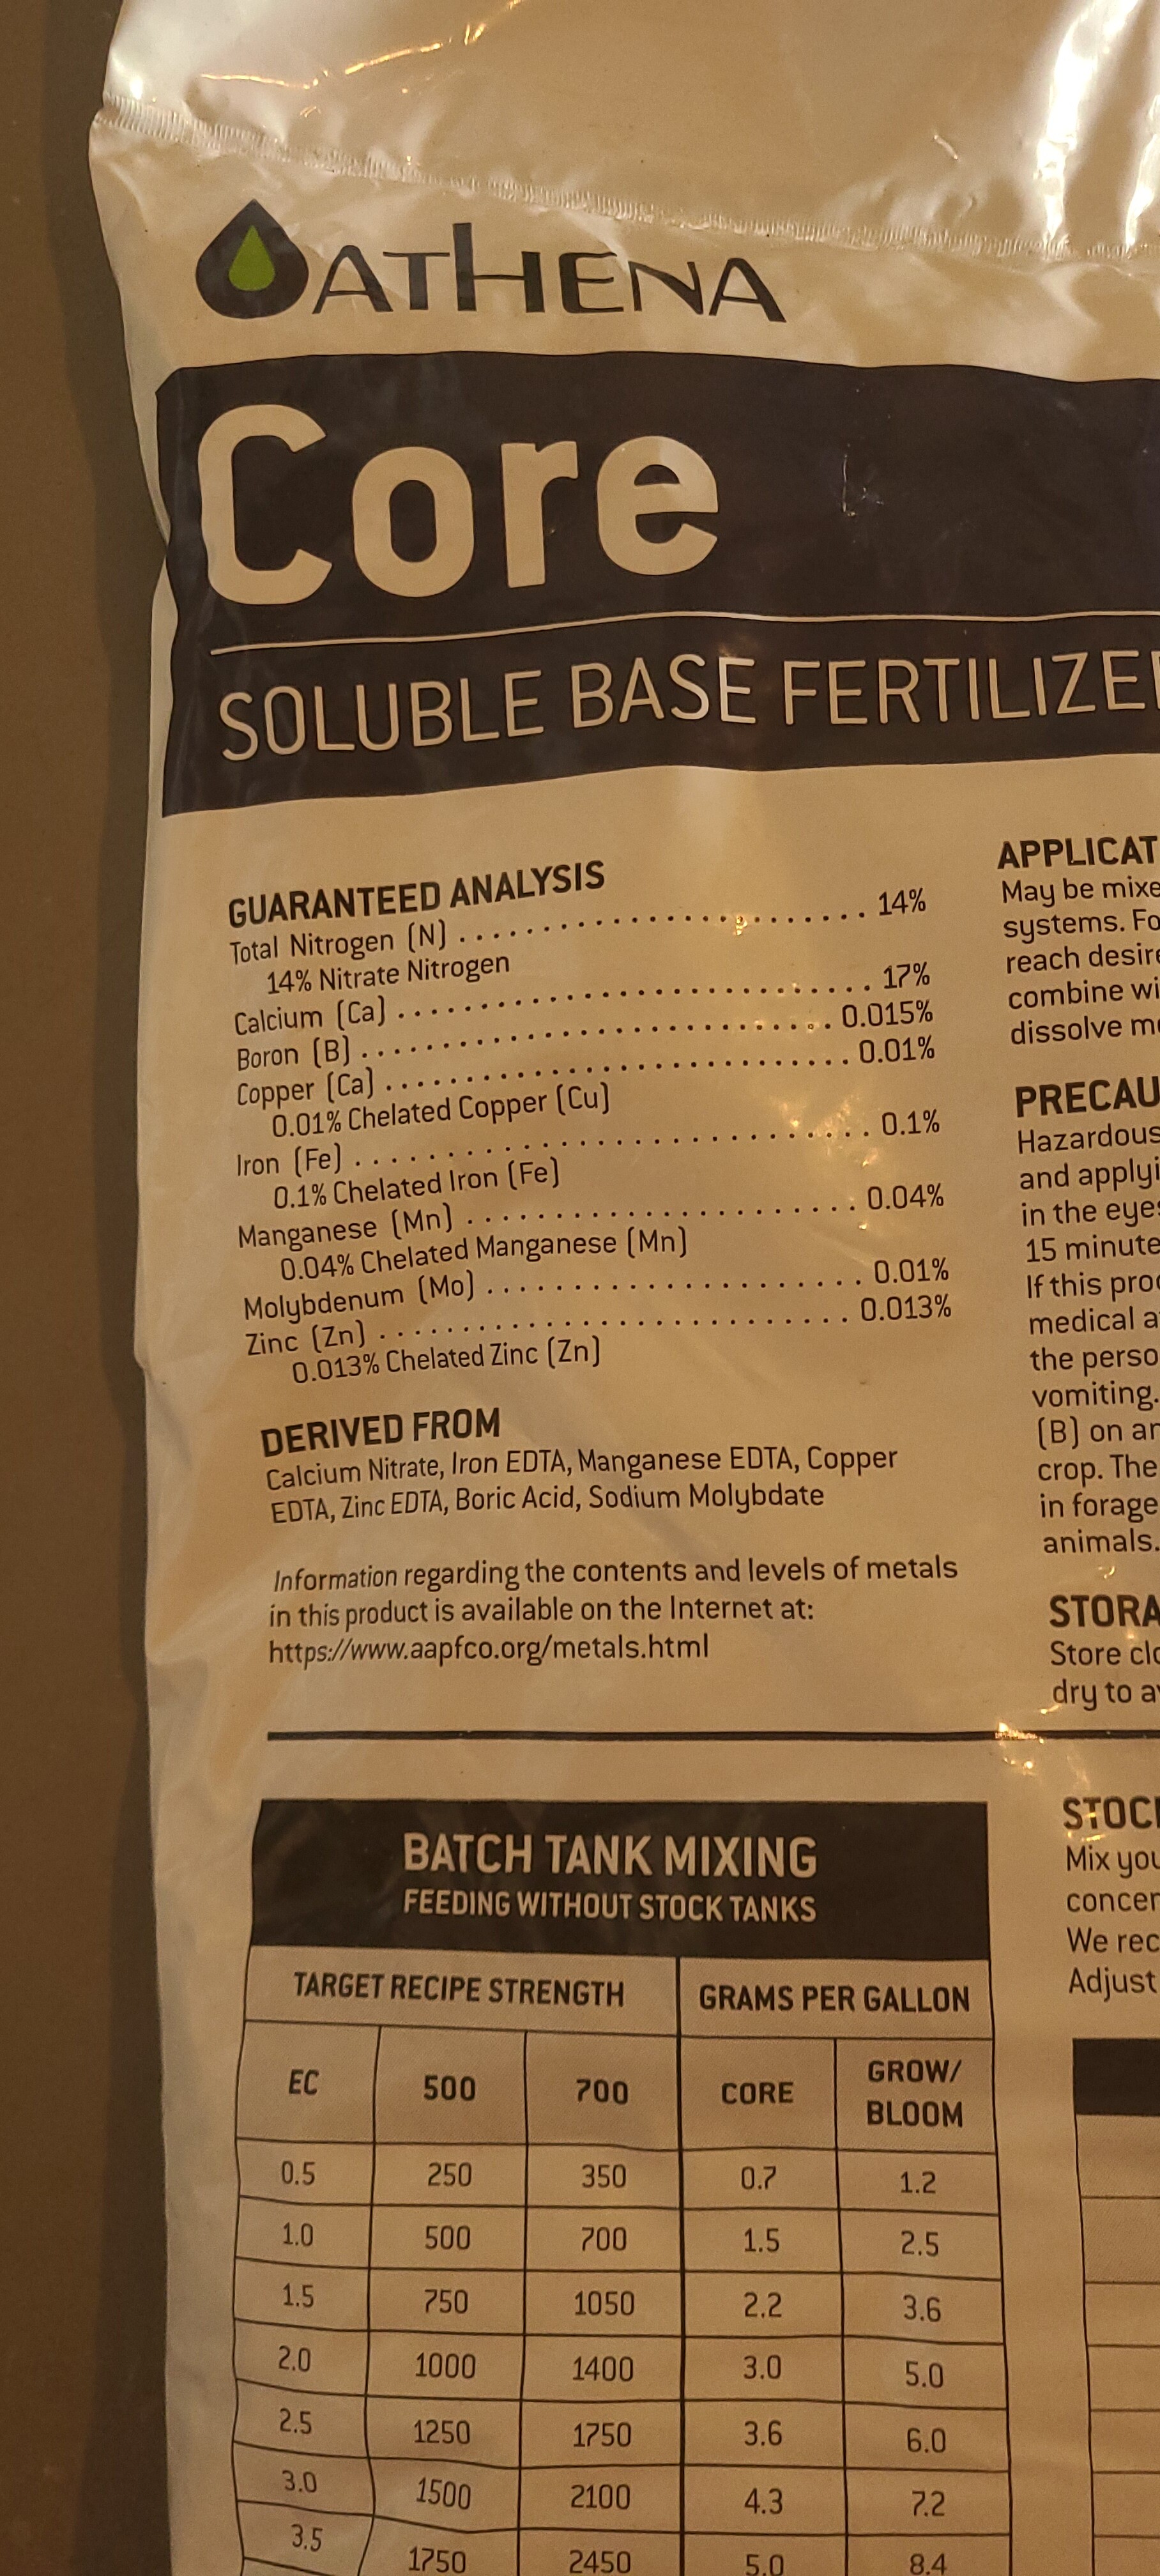 ATHENA
Core
SOLUBLE BASE FERTILIZE
GUARANTEED ANALYSIS
Total Nitrogen (N) . . . . . . . . . . . . . . . . . . . . . . . . . . . . . . 14%
14% Nitrate Nitrogen
Calcium (Ca) . . . . . . . . . . . . . . . . . . . . . . . . . . . . . . . . . . 17%
Boron (B) . . . . . . . . . . . . . . . . . . . . . . . . . . . . . . . . . . 0.015%
Copper (Ca) . . . . . . . . . . . . . . . . . . . . . . . . . . . . . . . . . 0.01%
0.01% Chelated Copper (Cu)
Iron (Fe) . . . . . . . . . . . . . . . . . . . . . . . . . . . . . . . . . . . . 0.1%
0.1% Chelated Iron (Fe)
Manganese (Mn) . . . . . . . . . . . . . . . . . . . . . . . . . . . 0.04%
0.04% Chelated Manganese (Mn)
Molybdenum (Mo) . . . . . . . . . . . . . . . . . . . . . . . . . . 0.01%
Zinc (Zn) . . . . . . . . . . . . . . . . . . . . . . . . . . . . . . . . . 0.013%
0.013% Chelated Zinc (Zn)
DERIVED FROM
Calcium Nitrate, Iron EDTA, Manganese EDTA, Copper
EDTA, Zinc EDTA, Boric Acid, Sodium Molybdate
Information regarding the contents and levels of metals
in this product is available on the Internet at:
https://www.aapfco.org/metals.html
APPLICAT
May be mixe
systems. Fo
reach desire
combine wi
dissolve m
PRECAU
Hazardous
and applyi
in the eyes
15 minute
If this proc
medical a
the perso
vomiting.
(B) on an
crop. The
in forage
animals.
STORA
Store clo
dry to a
BATCH TANK MIXING
FEEDING WITHOUT STOCK TANKS
TARGET RECIPE STRENGTH GRAMS PER GALLON
EC 500 700 CORE GROW/
BLOOM
0.5 250 350 0.7 1.2
1.0 500 700 1.5 2.5
1.5 750 1050 2.2 3.6
2.0 1000 1400 3.0 5.0
2.5 1250 1750 3.6 6.0
3.0 1500 2100 4.3 7.2
3.5 1750 2450 5.0 8.4
STOC
Mix you
concer
We rec
Adjust